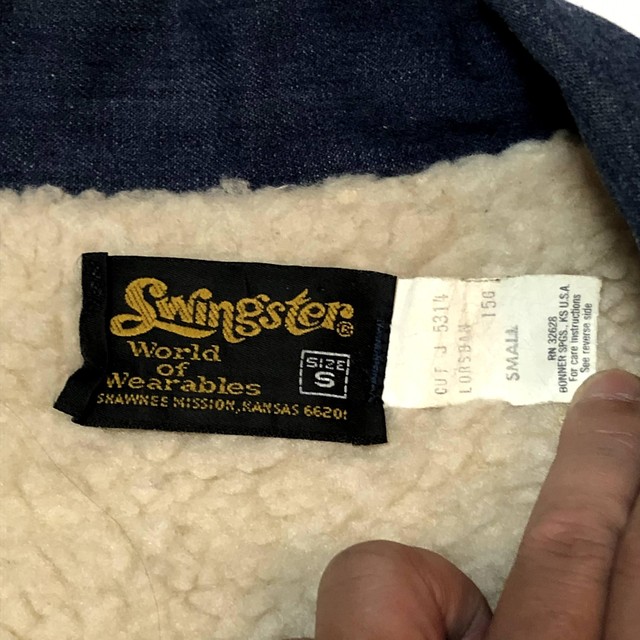 Swingster®
World
of
Wearables
SHAWNEE MISSION, KANSAS 66201
SIZE
S
CUT J 5314
150
SMALL
RN 32628
BONNER SPGS., KS U.S.A.
for care instructions
See reverse side